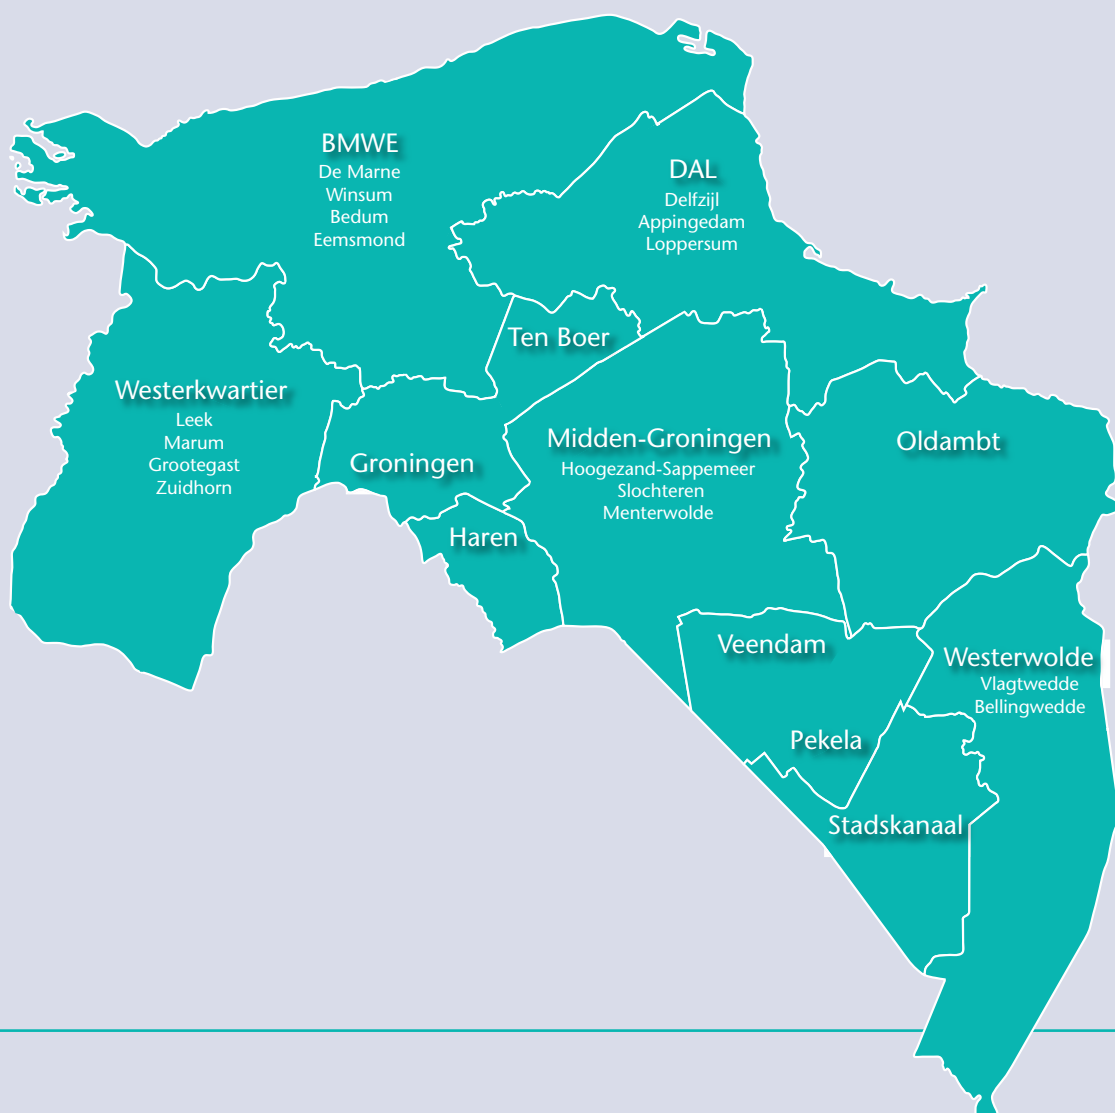 BMWE
De Marne
Winsum
Bedum
Eemsmond
DAL
Delfzijl
Appingedam
Loppersum
Ten Boer
Westerkwartier
Leek
Marum
Grootegast
Zuidhorn
Groningen
Midden-Groningen
Hoogezand-Sappemeer
Slochteren
Menterwolde
Oldambt
Haren
Veendam
Westerwolde
Vlagtwedde
Bellingwedde
Pekela
Stadskanaal